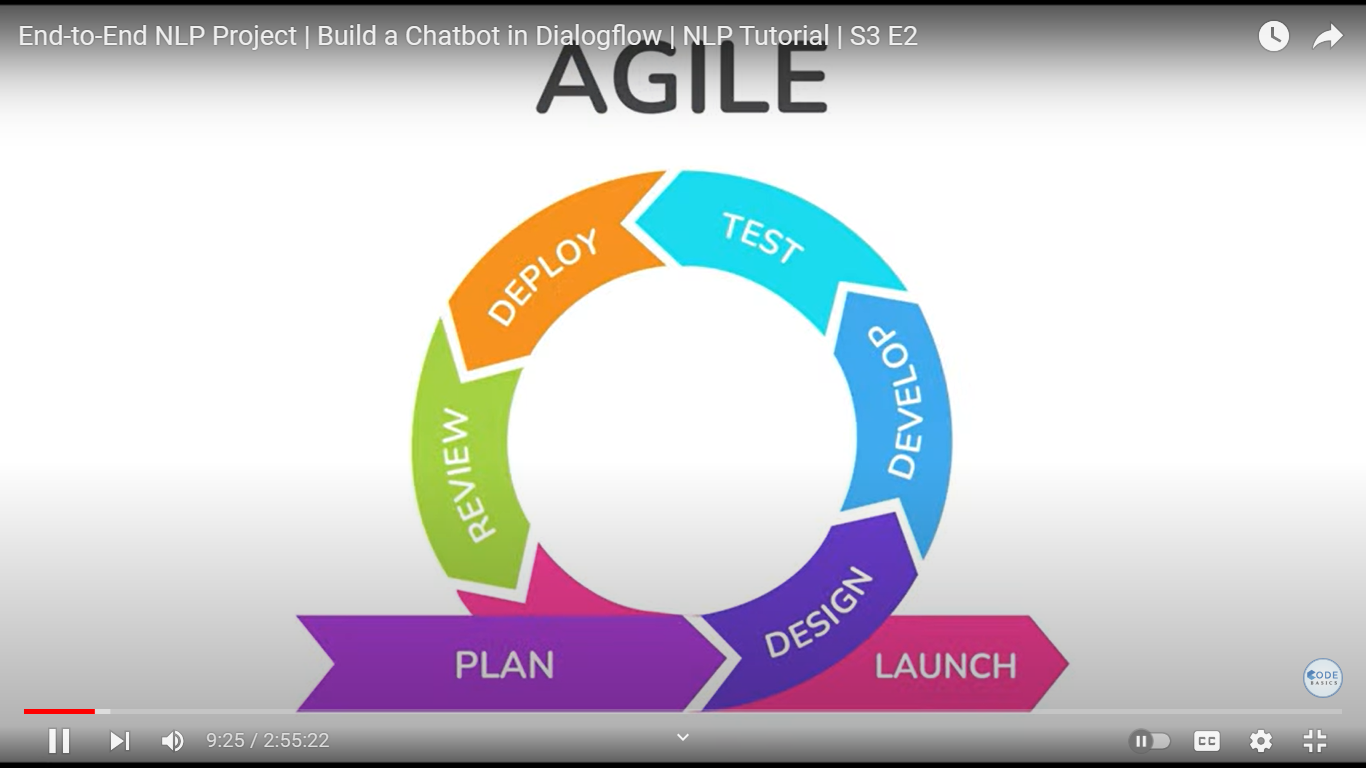 End-to-End NLP Project | Build a Chatbot in Dialogflow | NLP Tutorial | S3 E2
AGILE
TEST
DEPLOY
DEVELOP
REVIEW
DESIGN
PLAN
LAUNCH
CODE
BASICS
9:25 / 2:55:22
CC